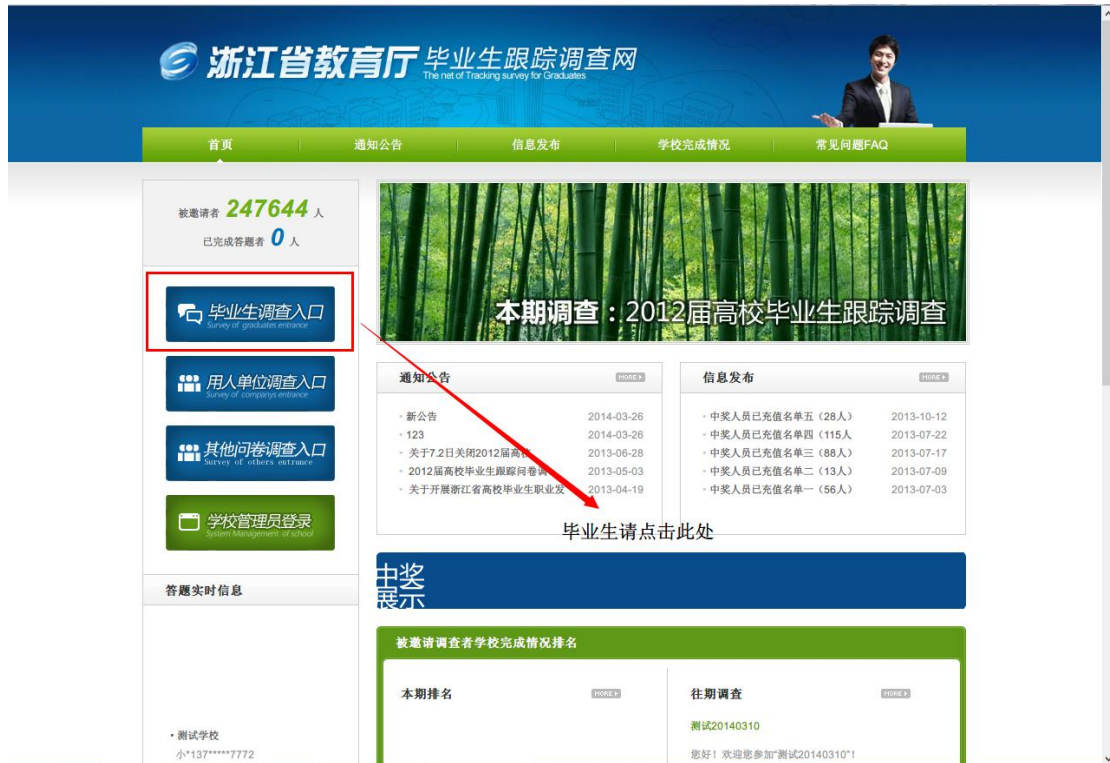 浙江省教育厅 毕业生跟踪调查网
The net of Tracking survey for Graduates
首页 通知公告 信息发布 学校完成情况 常见问题FAQ
被邀请者 247644 人
已完成答题者 0 人
毕业生调查入口
Survey of graduates entrance
用人单位调查入口
Survey of companys entrance
其他问卷调查入口
Survey of others entrance
学校管理员登录
System Management of school
答题实时信息
·测试学校
小*137*****7772
本期调查：2012届高校毕业生跟踪调查
通知公告 MORE
·新公告 2014-03-26
·123 2014-03-26
·关于7.2日关闭2012届高校 2013-06-28
·2012届高校毕业生跟踪问卷调 2013-05-03
·关于开展浙江省高校毕业生职业发 2013-04-19
信息发布 MORE
·中奖人员已充值名单五（28人） 2013-10-12
·中奖人员已充值名单四（115人 2013-07-22
·中奖人员已充值名单三（88人） 2013-07-17
·中奖人员已充值名单二（13人） 2013-07-09
·中奖人员已充值名单一（56人） 2013-07-03
毕业生请点击此处
中奖
展示
被邀请调查者学校完成情况排名
本期排名 MORE
往期调查 MORE
测试20140310
您好！欢迎您参加"测试20140310"！